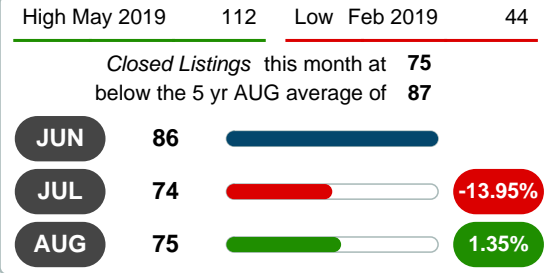 High May 2019 112 Low Feb 2019 44
Closed Listings this month at 75
below the 5 yr AUG average of 87
JUN 86
JUL 74 -13.95%
AUG 75 1.35%